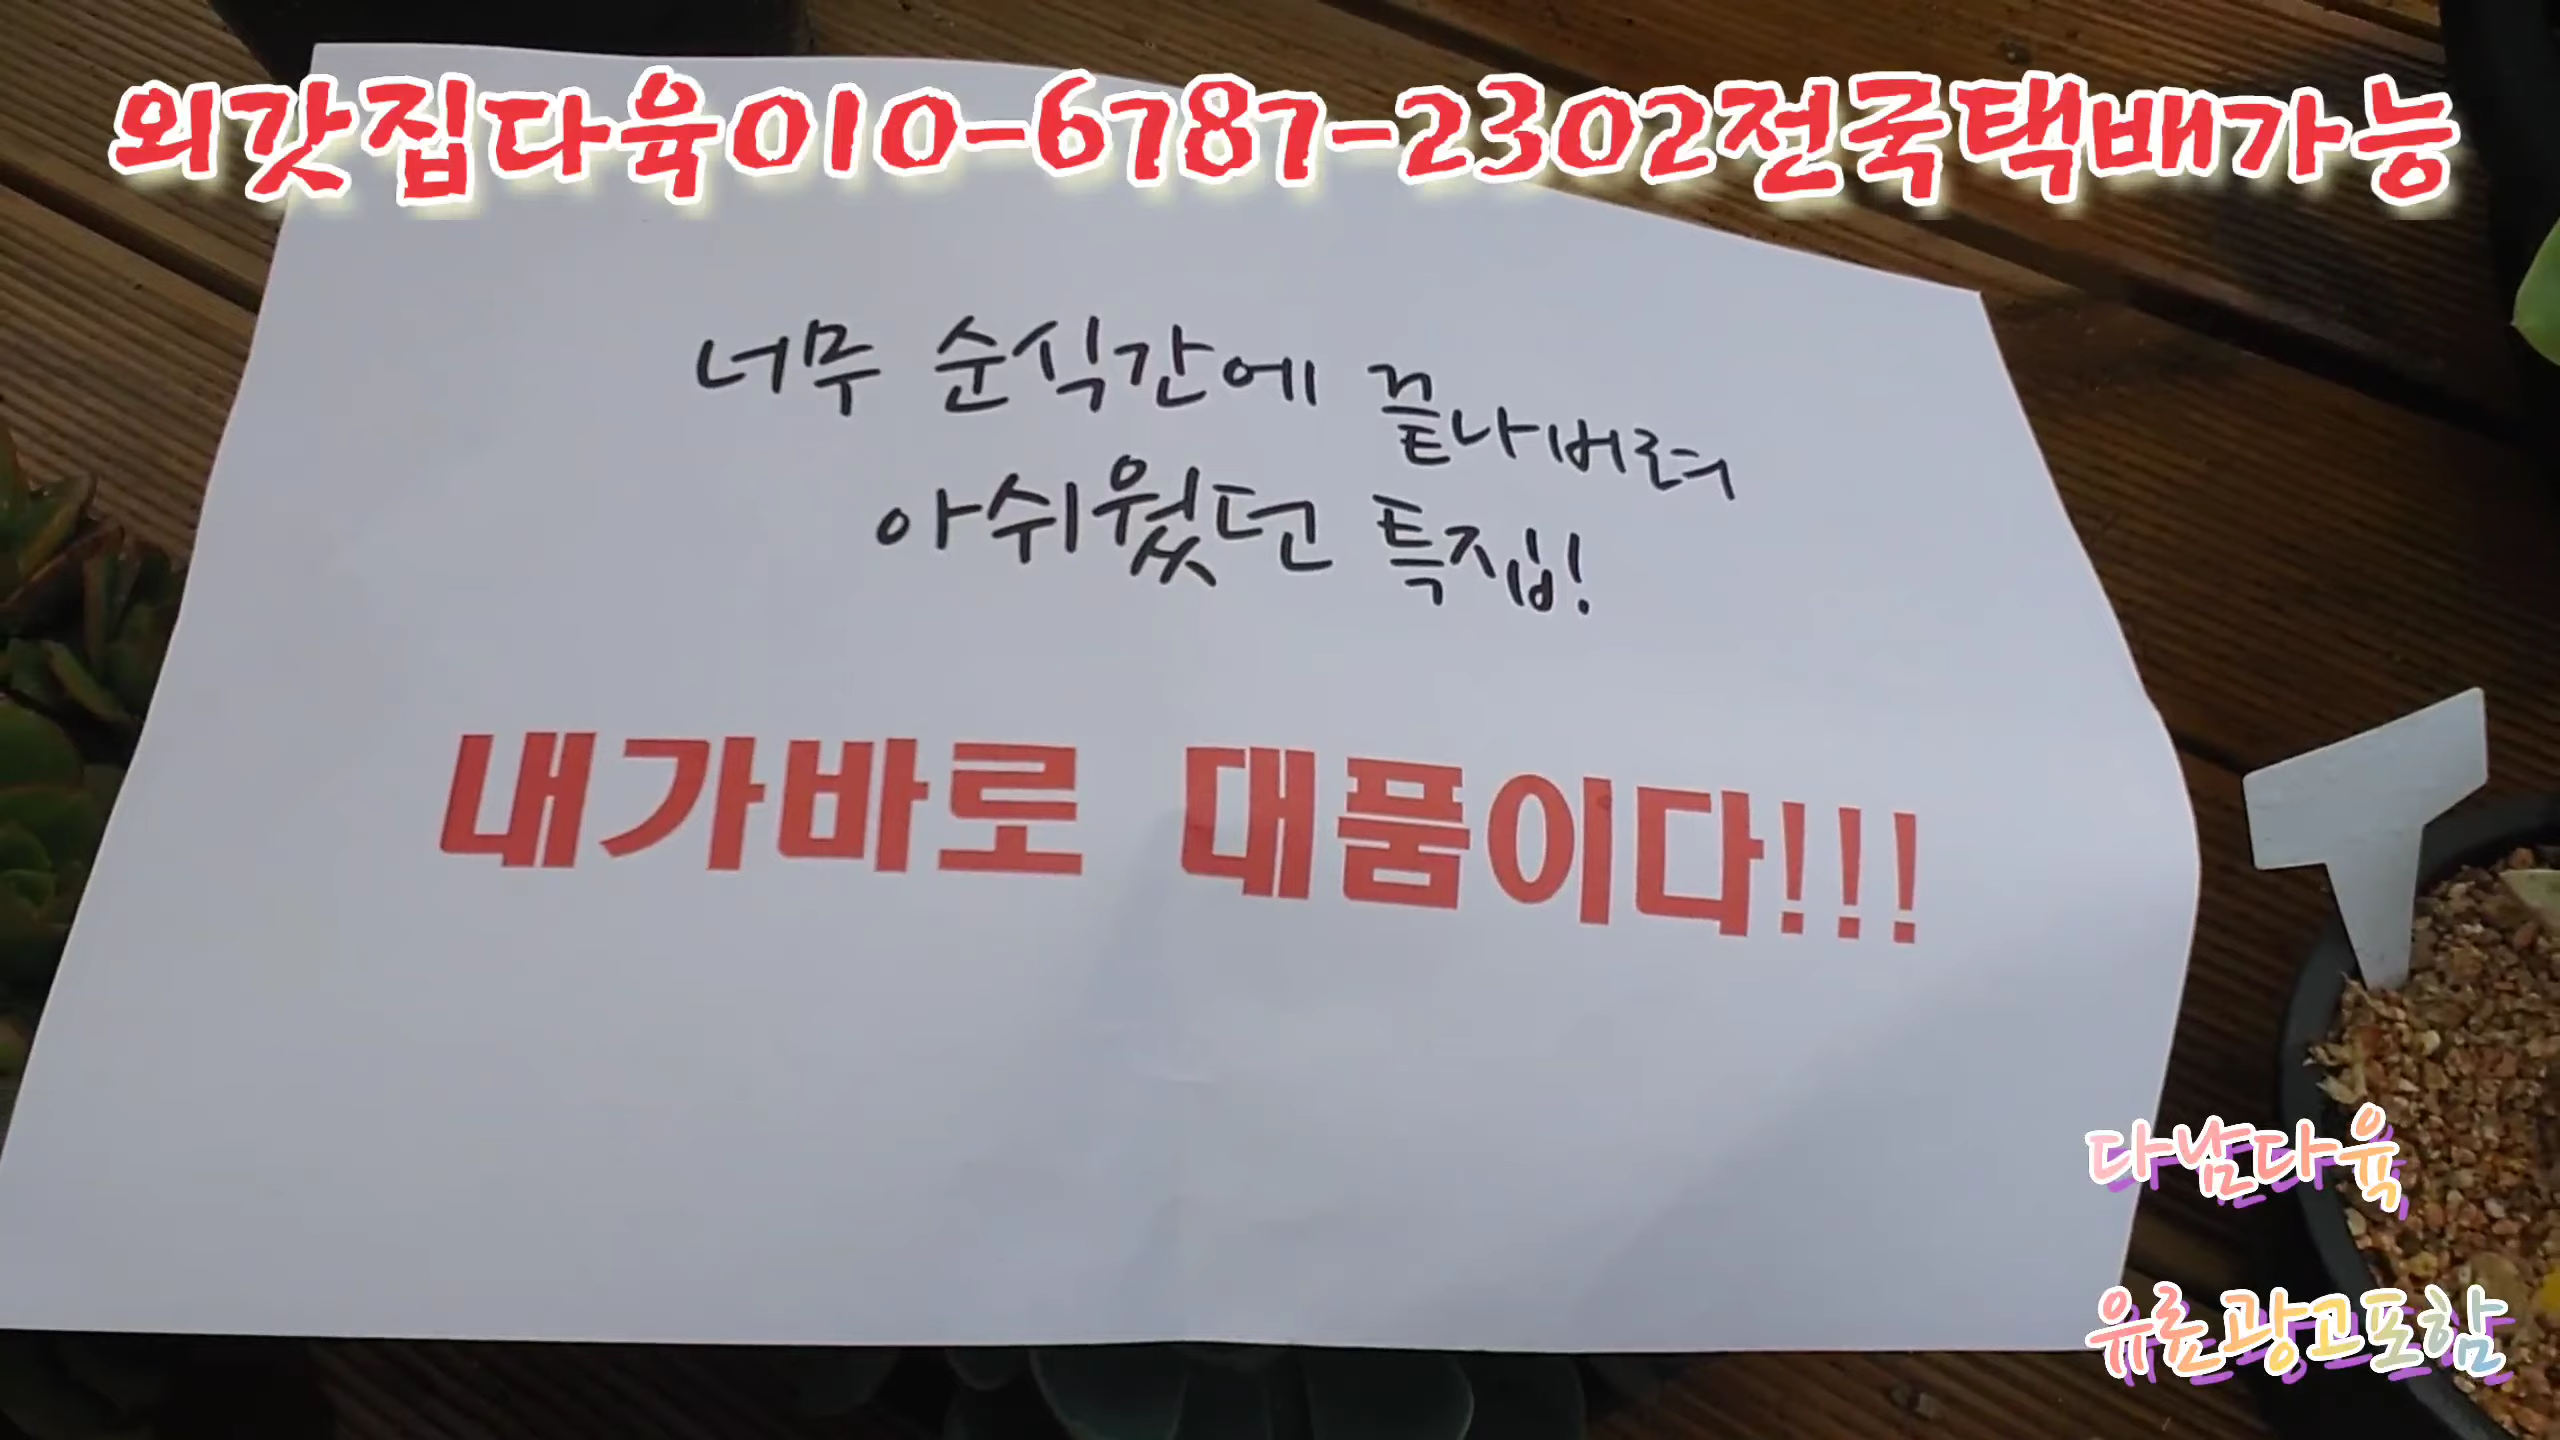 외갓집다육010-6787-2302전국택배가능
너무 순식간에 끝나버려
아쉬웠던 특집!
내가바로 대품이다!!!
다남다육
유료광고포함